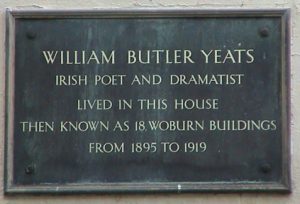 WILLIAM BUTLER YEATS
IRISH POET AND DRAMATIST
LIVED IN THIS HOUSE
THEN KNOWN AS 18, WOBURN BUILDINGS
FROM 1895 TO 1919